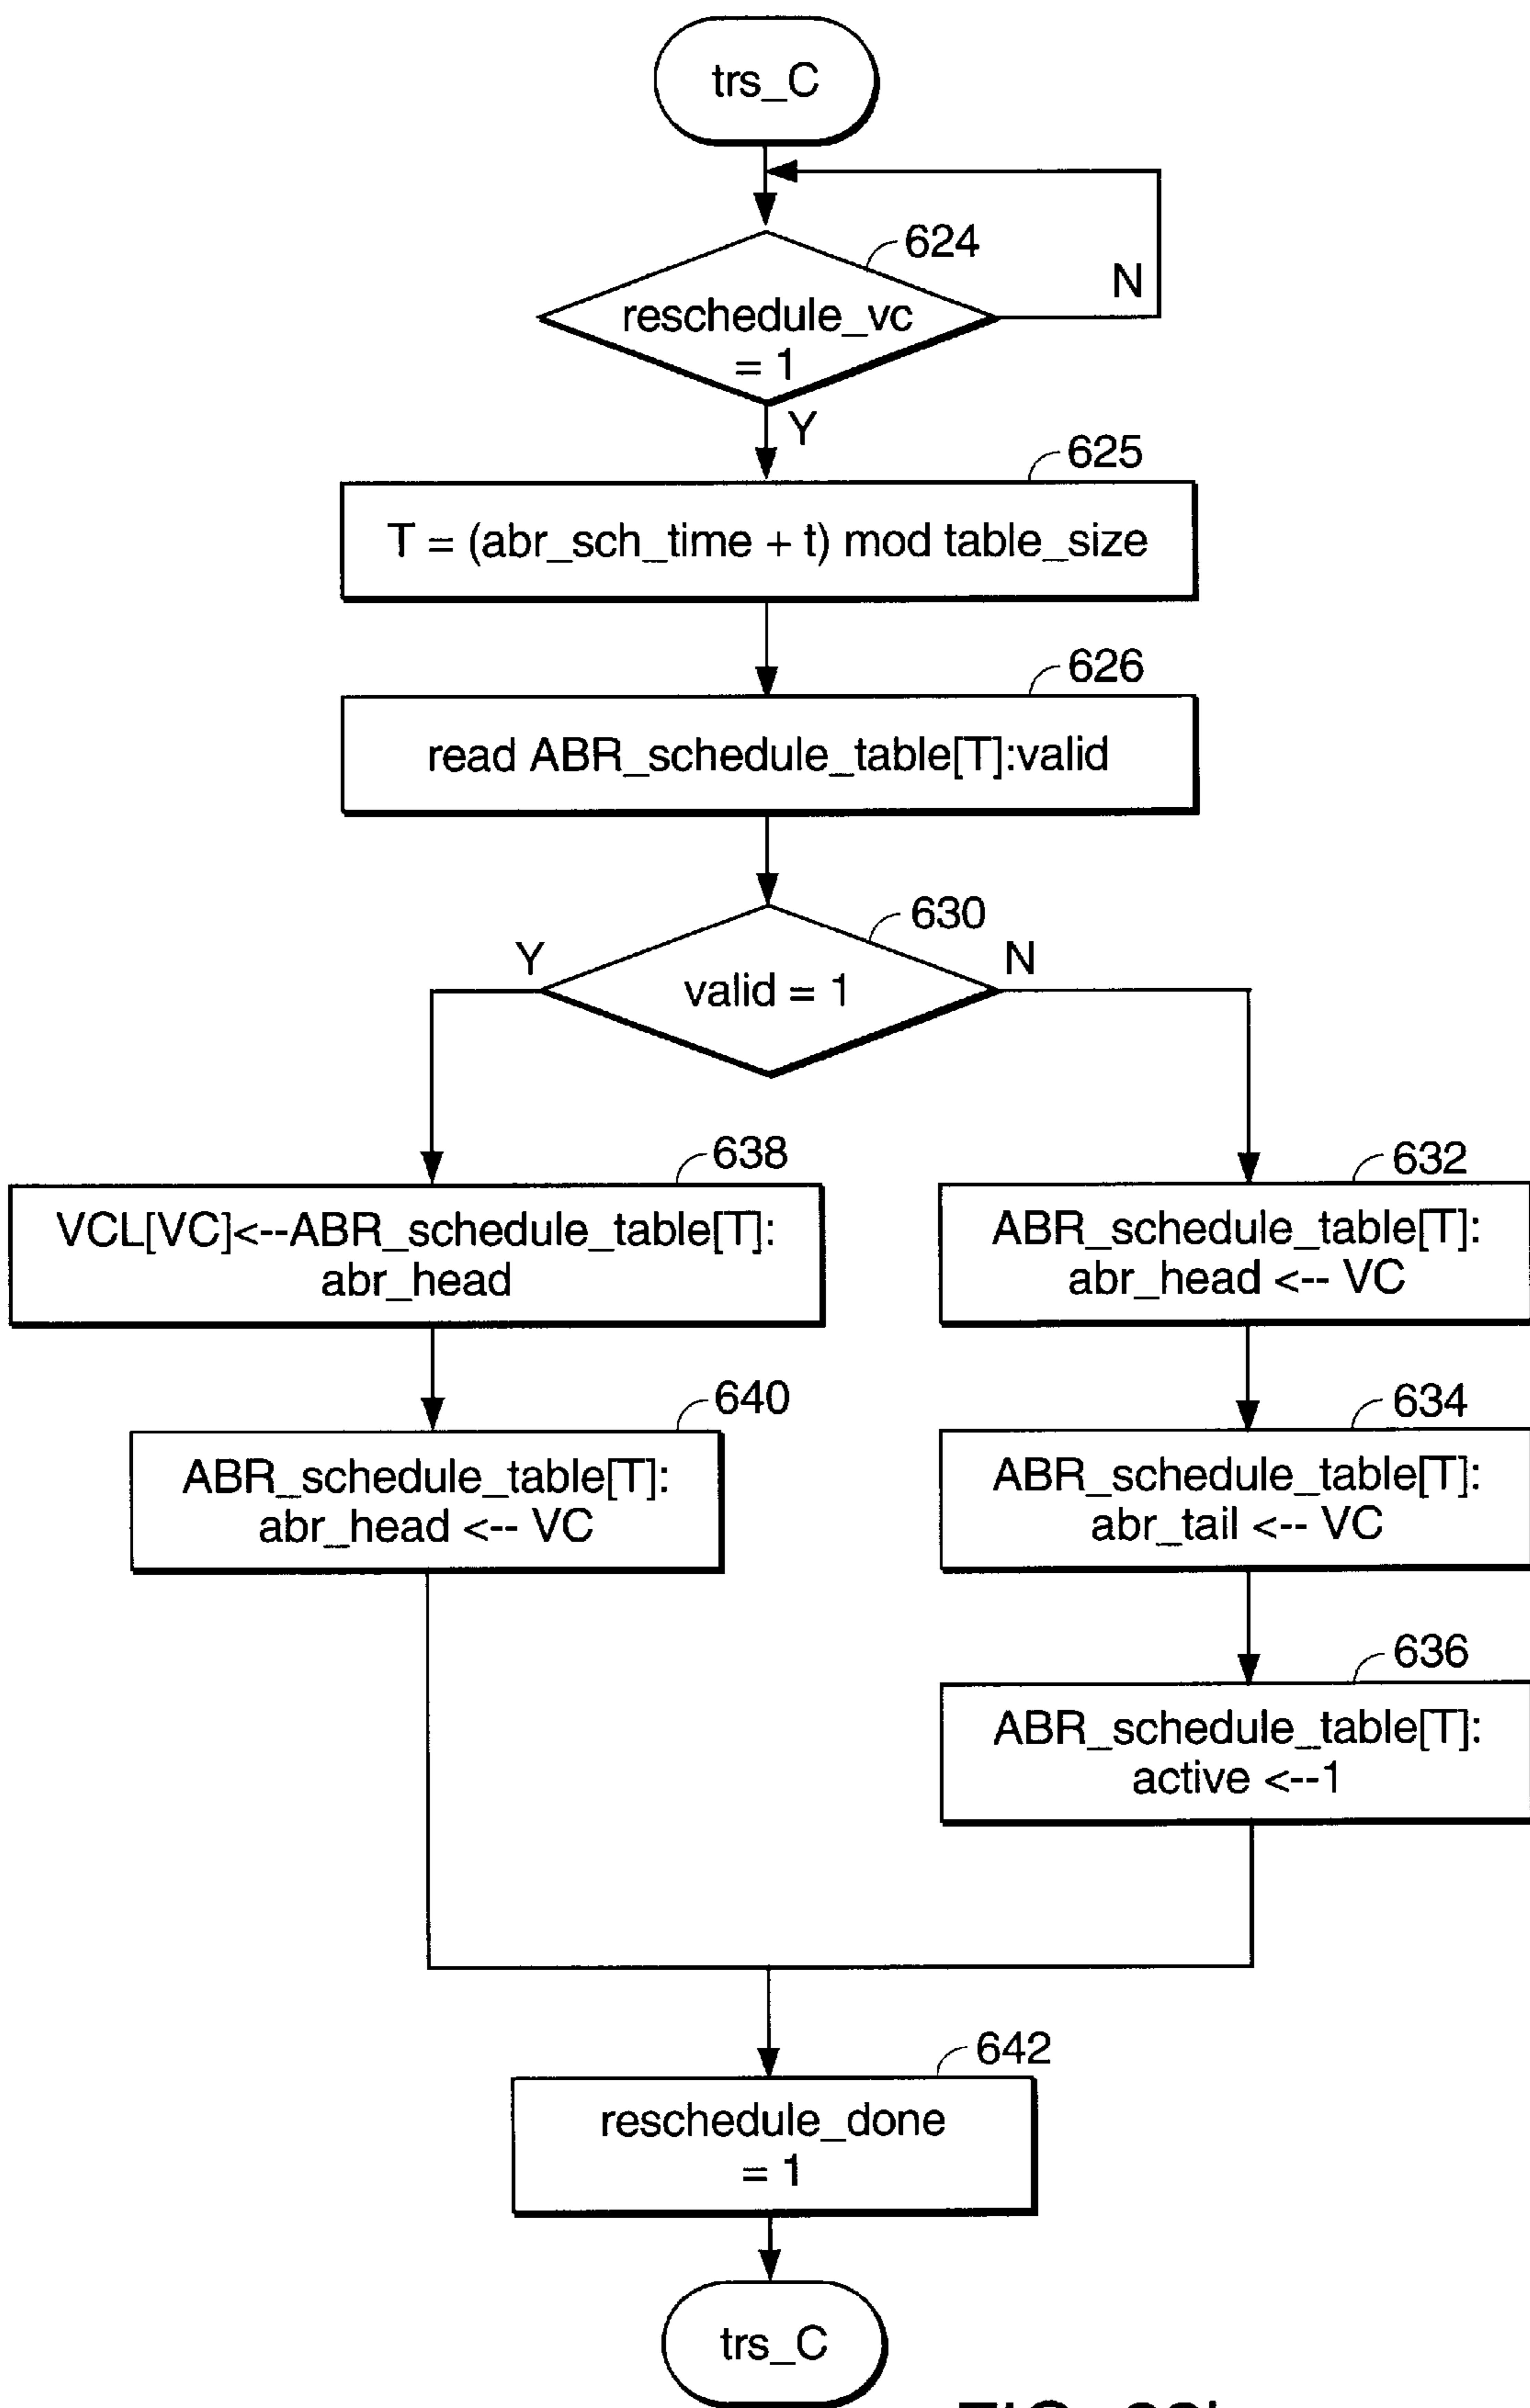 trs_C
624
N
reschedule_vc
= 1
Y
625
T = (abr_sch_time + t) mod table_size
626
read ABR_schedule_table[T]:valid
630
Y
N
valid = 1
638
632
VCL[VC]<--ABR_schedule_table[T]:
abr_head
ABR_schedule_table[T]:
abr_head <-- VC
640
634
ABR_schedule_table[T]:
abr_head <-- VC
ABR_schedule_table[T]:
abr_tail <-- VC
636
ABR_schedule_table[T]:
active <--1
642
reschedule_done
= 1
trs_C